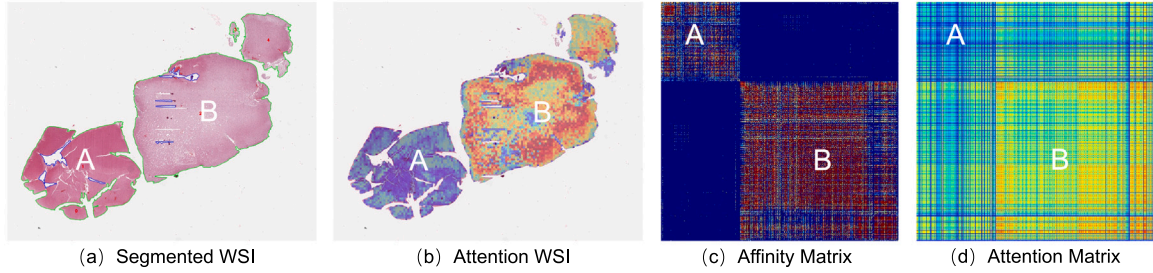 A
B
A
B
A
B
A
B
(a) Segmented WSI
(b) Attention WSI
(c) Affinity Matrix
(d) Attention Matrix